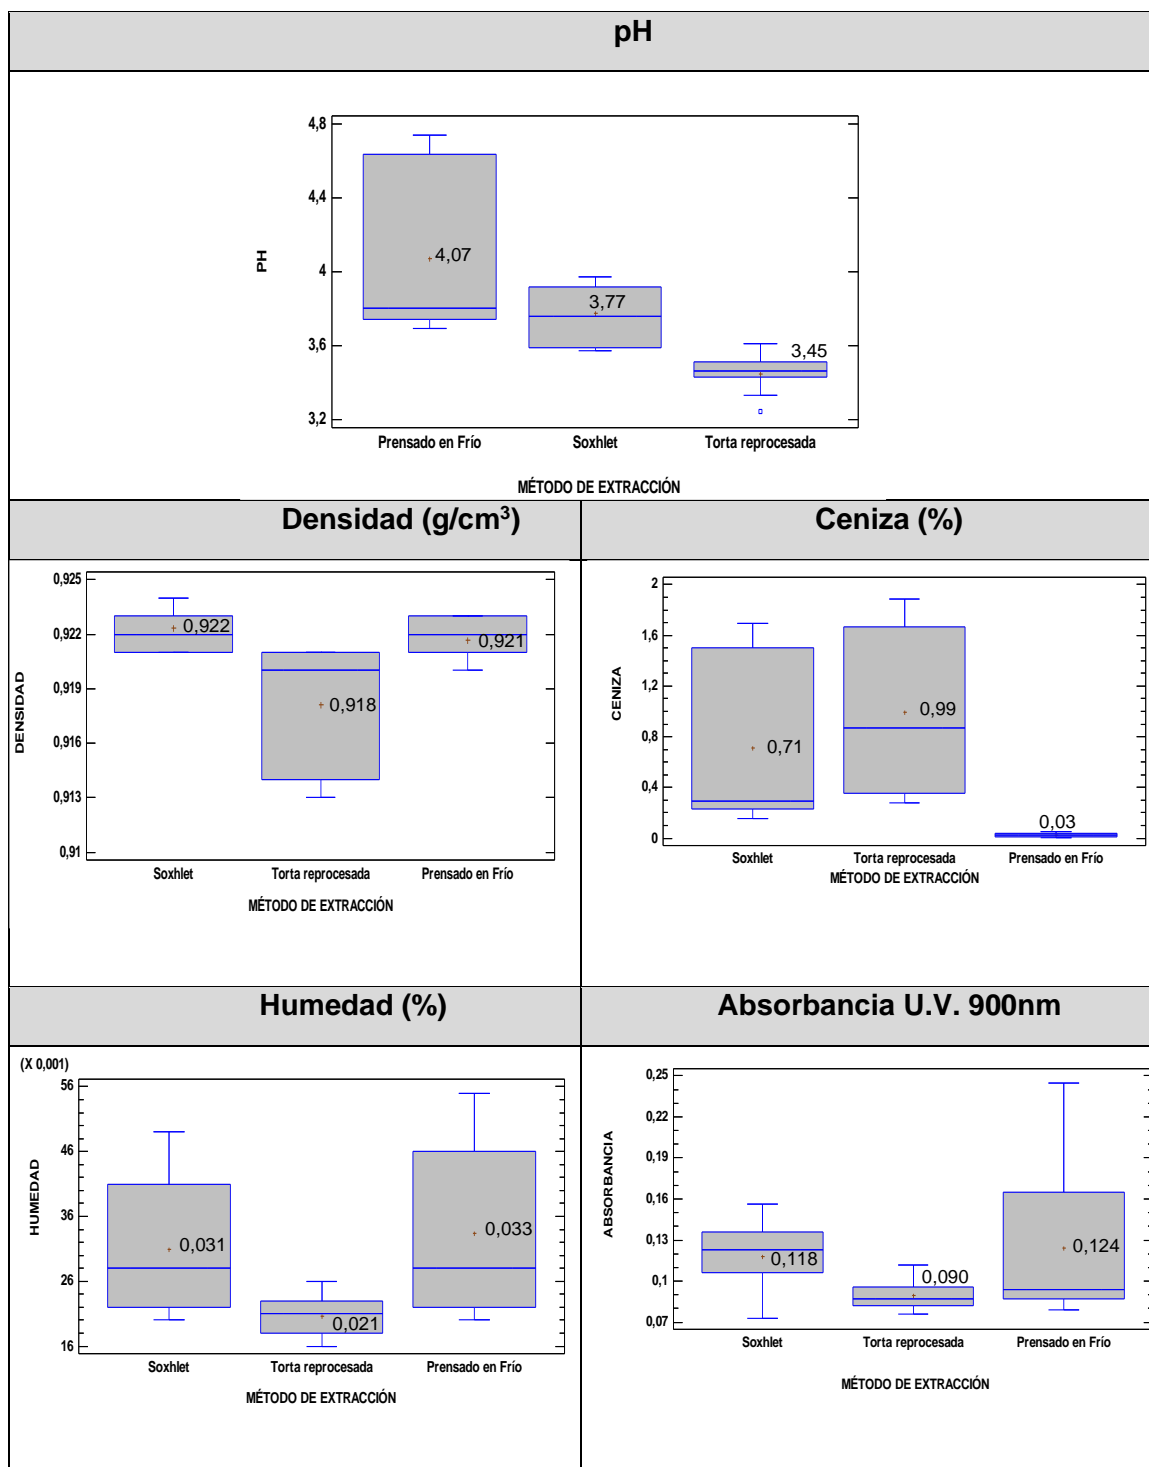 pH
4,8
4,4
4
3,6
3,2
PH
4,07
3,77
3,45
Prensado en Frío Soxhlet Torta reprocesada
MÉTODO DE EXTRACCIÓN
Densidad (g/cm³) Ceniza (%)
0,925
0,922
0,919
0,916
0,913
0,91
DENSIDAD
0,922
0,918
0,921
Soxhlet Torta reprocesada Prensado en Frío
MÉTODO DE EXTRACCIÓN
2
1,6
1,2
0,8
0,4
0
CENIZA
0,71
0,99
0,03
Soxhlet Torta reprocesada Prensado en Frío
MÉTODO DE EXTRACCIÓN
Humedad (%) Absorbancia U.V. 900nm
(X 0,001)
56
46
36
26
16
HUMEDAD
0,031
0,021
0,033
Soxhlet Torta reprocesada Prensado en Frío
MÉTODO DE EXTRACCIÓN
0,25
0,22
0,19
0,16
0,13
0,1
0,07
ABSORBANCIA
0,118
0,090
0,124
Soxhlet Torta reprocesada Prensado en Frío
MÉTODO DE EXTRACCIÓN